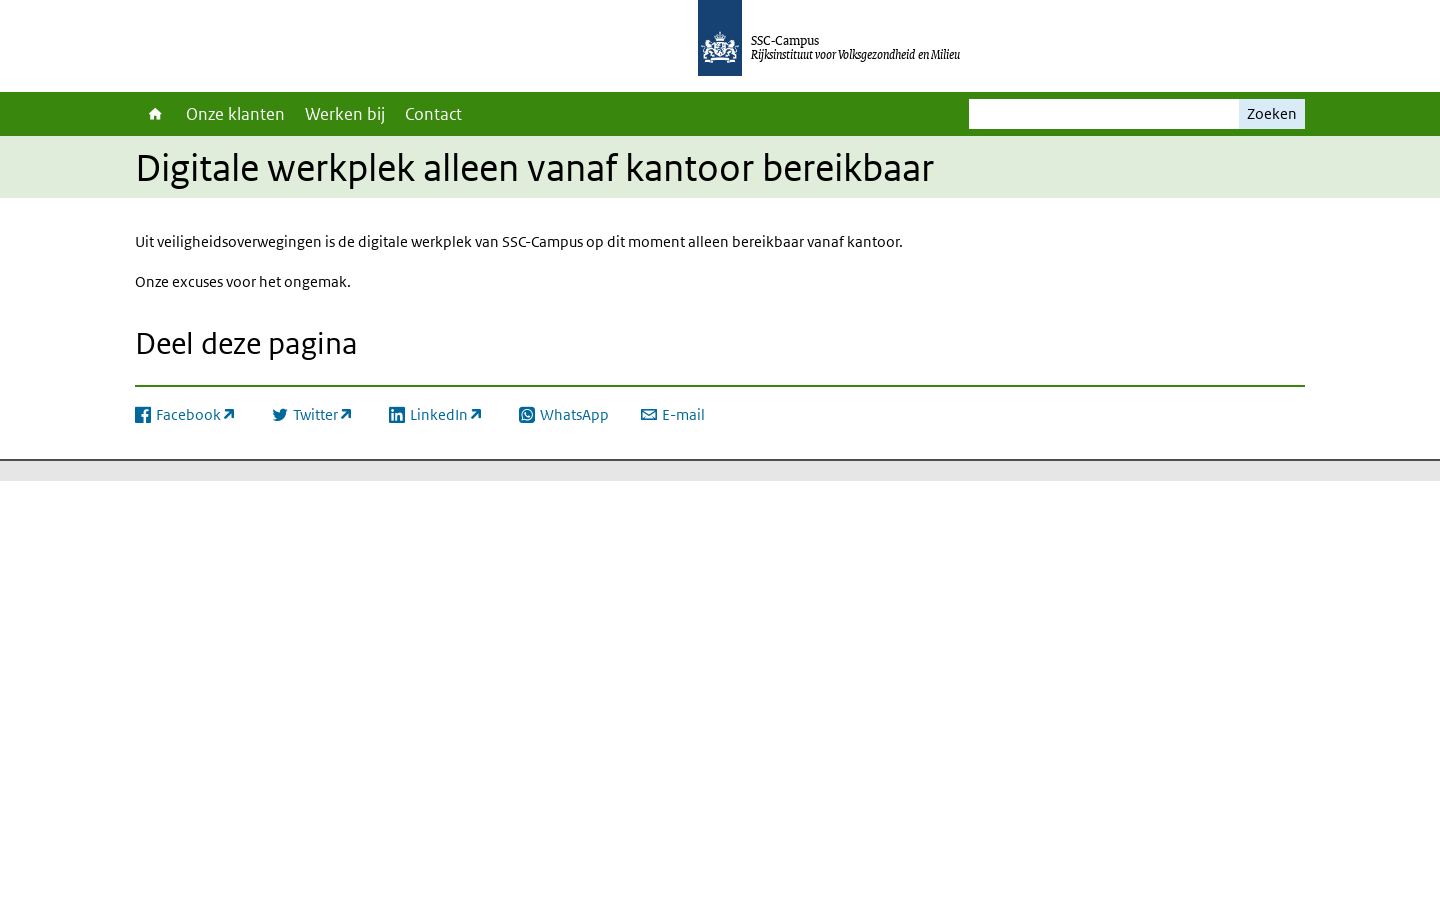 SSC-Campus
Rijksinstituut voor Volksgezondheid en Milieu
Onze klanten Werken bij Contact Zoeken
Digitale werkplek alleen vanaf kantoor bereikbaar
Uit veiligheidsoverwegingen is de digitale werkplek van SSC-Campus op dit moment alleen bereikbaar vanaf kantoor.
Onze excuses voor het ongemak.
Deel deze pagina
Facebook Twitter LinkedIn WhatsApp E-mail